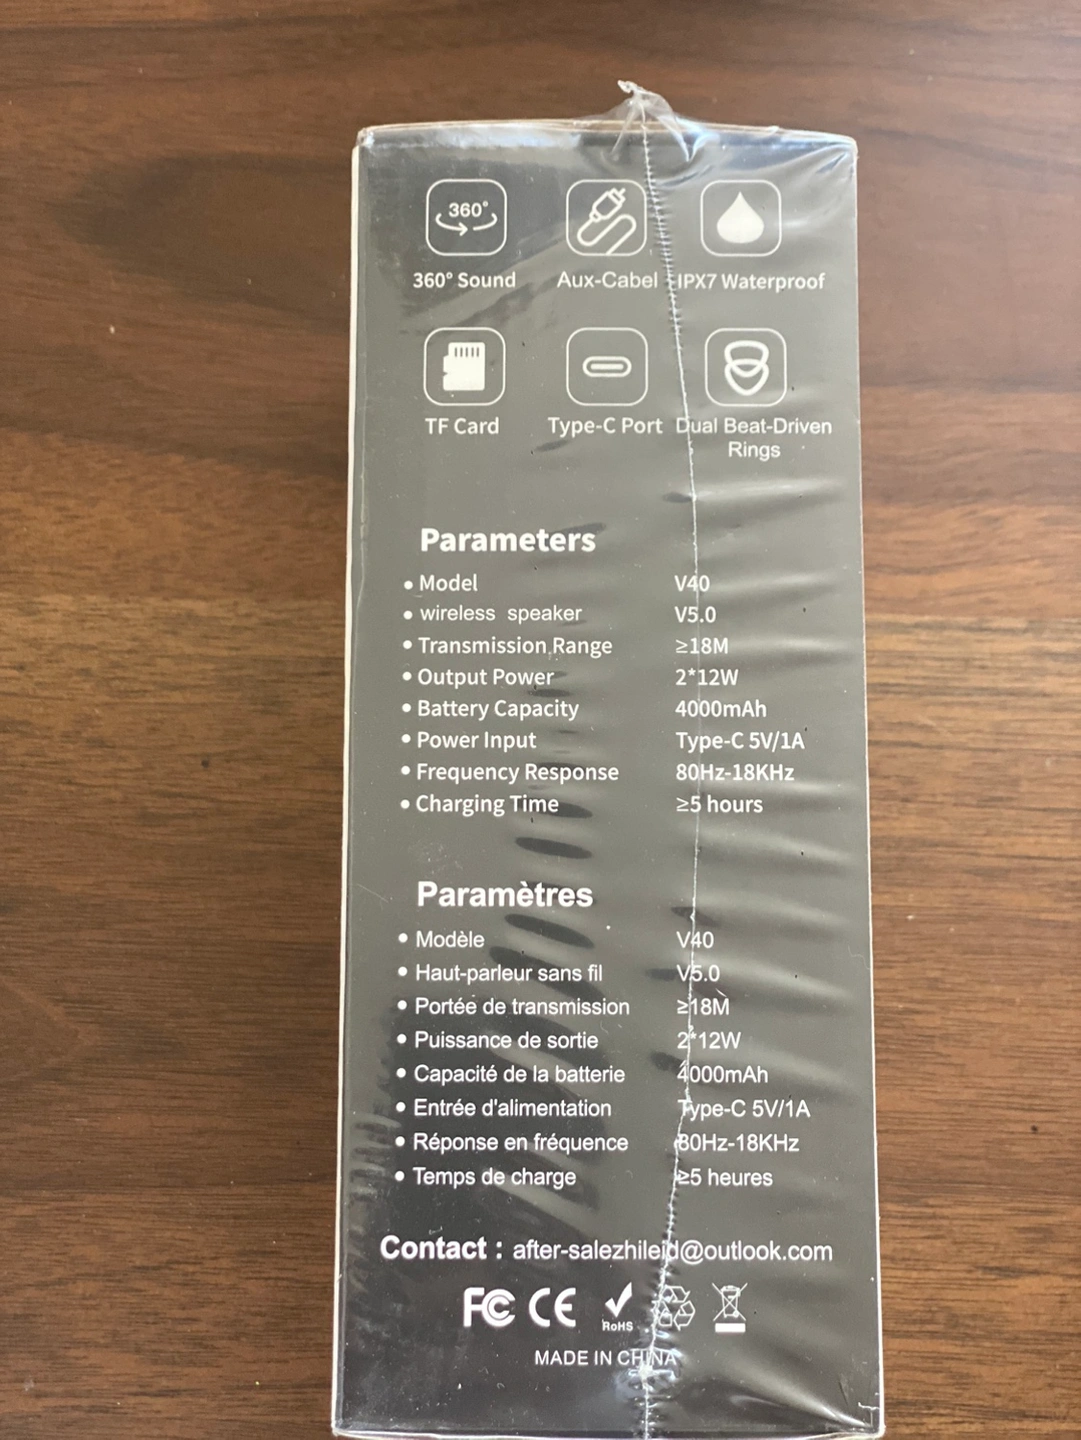 360°
360° Sound Aux-Cabel IPX7 Waterproof
TF Card Type-C Port Dual Beat-Driven
Rings
Parameters
• Model V40
• wireless speaker V5.0
• Transmission Range ≥18M
• Output Power 2*12W
• Battery Capacity 4000mAh
• Power Input Type-C 5V/1A
• Frequency Response 80Hz-18KHz
• Charging Time ≥5 hours
Paramètres
• Modèle V40
• Haut-parleur sans fil V5.0
• Portée de transmission ≥18M
• Puissance de sortie 2*12W
• Capacité de la batterie 4000mAh
• Entrée d'alimentation Type-C 5V/1A
• Réponse en fréquence 80Hz-18KHz
• Temps de charge ≥5 heures
Contact : after-salezhileid@outlook.com
FC CE RoHS
MADE IN CHINA